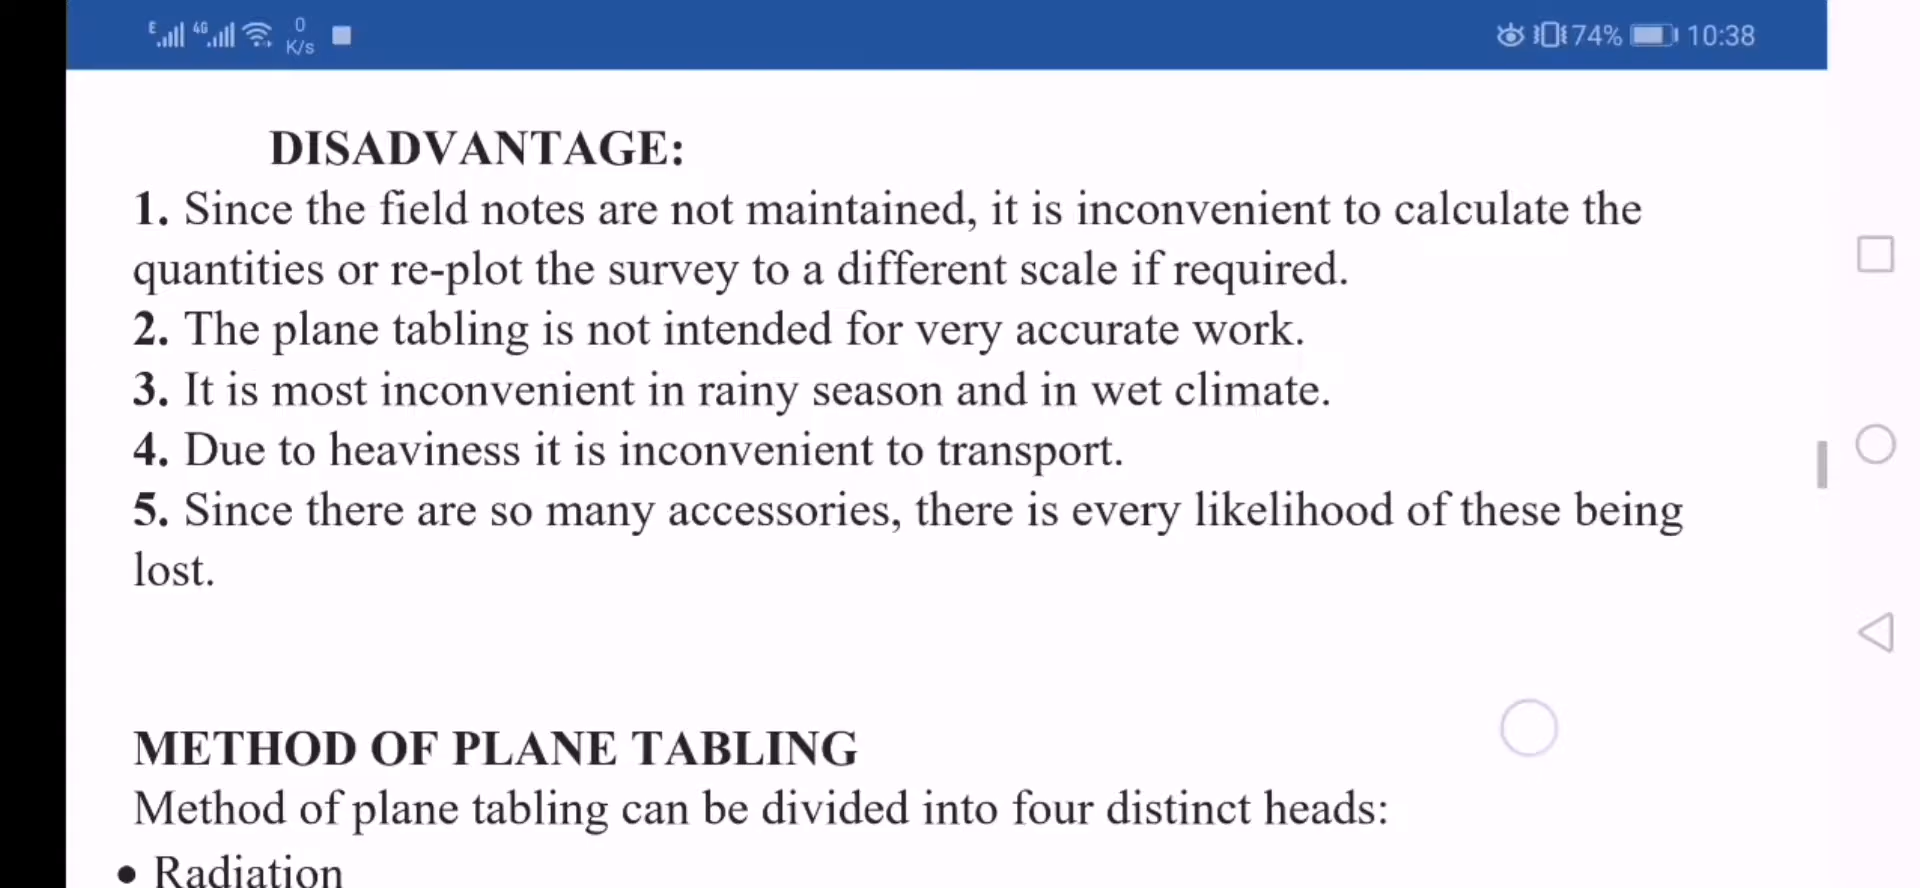 E 4G 0 K/s 74% 10:38
DISADVANTAGE:
1. Since the field notes are not maintained, it is inconvenient to calculate the
quantities or re-plot the survey to a different scale if required.
2. The plane tabling is not intended for very accurate work.
3. It is most inconvenient in rainy season and in wet climate.
4. Due to heaviness it is inconvenient to transport.
5. Since there are so many accessories, there is every likelihood of these being
lost.
METHOD OF PLANE TABLING
Method of plane tabling can be divided into four distinct heads:
• Radiation